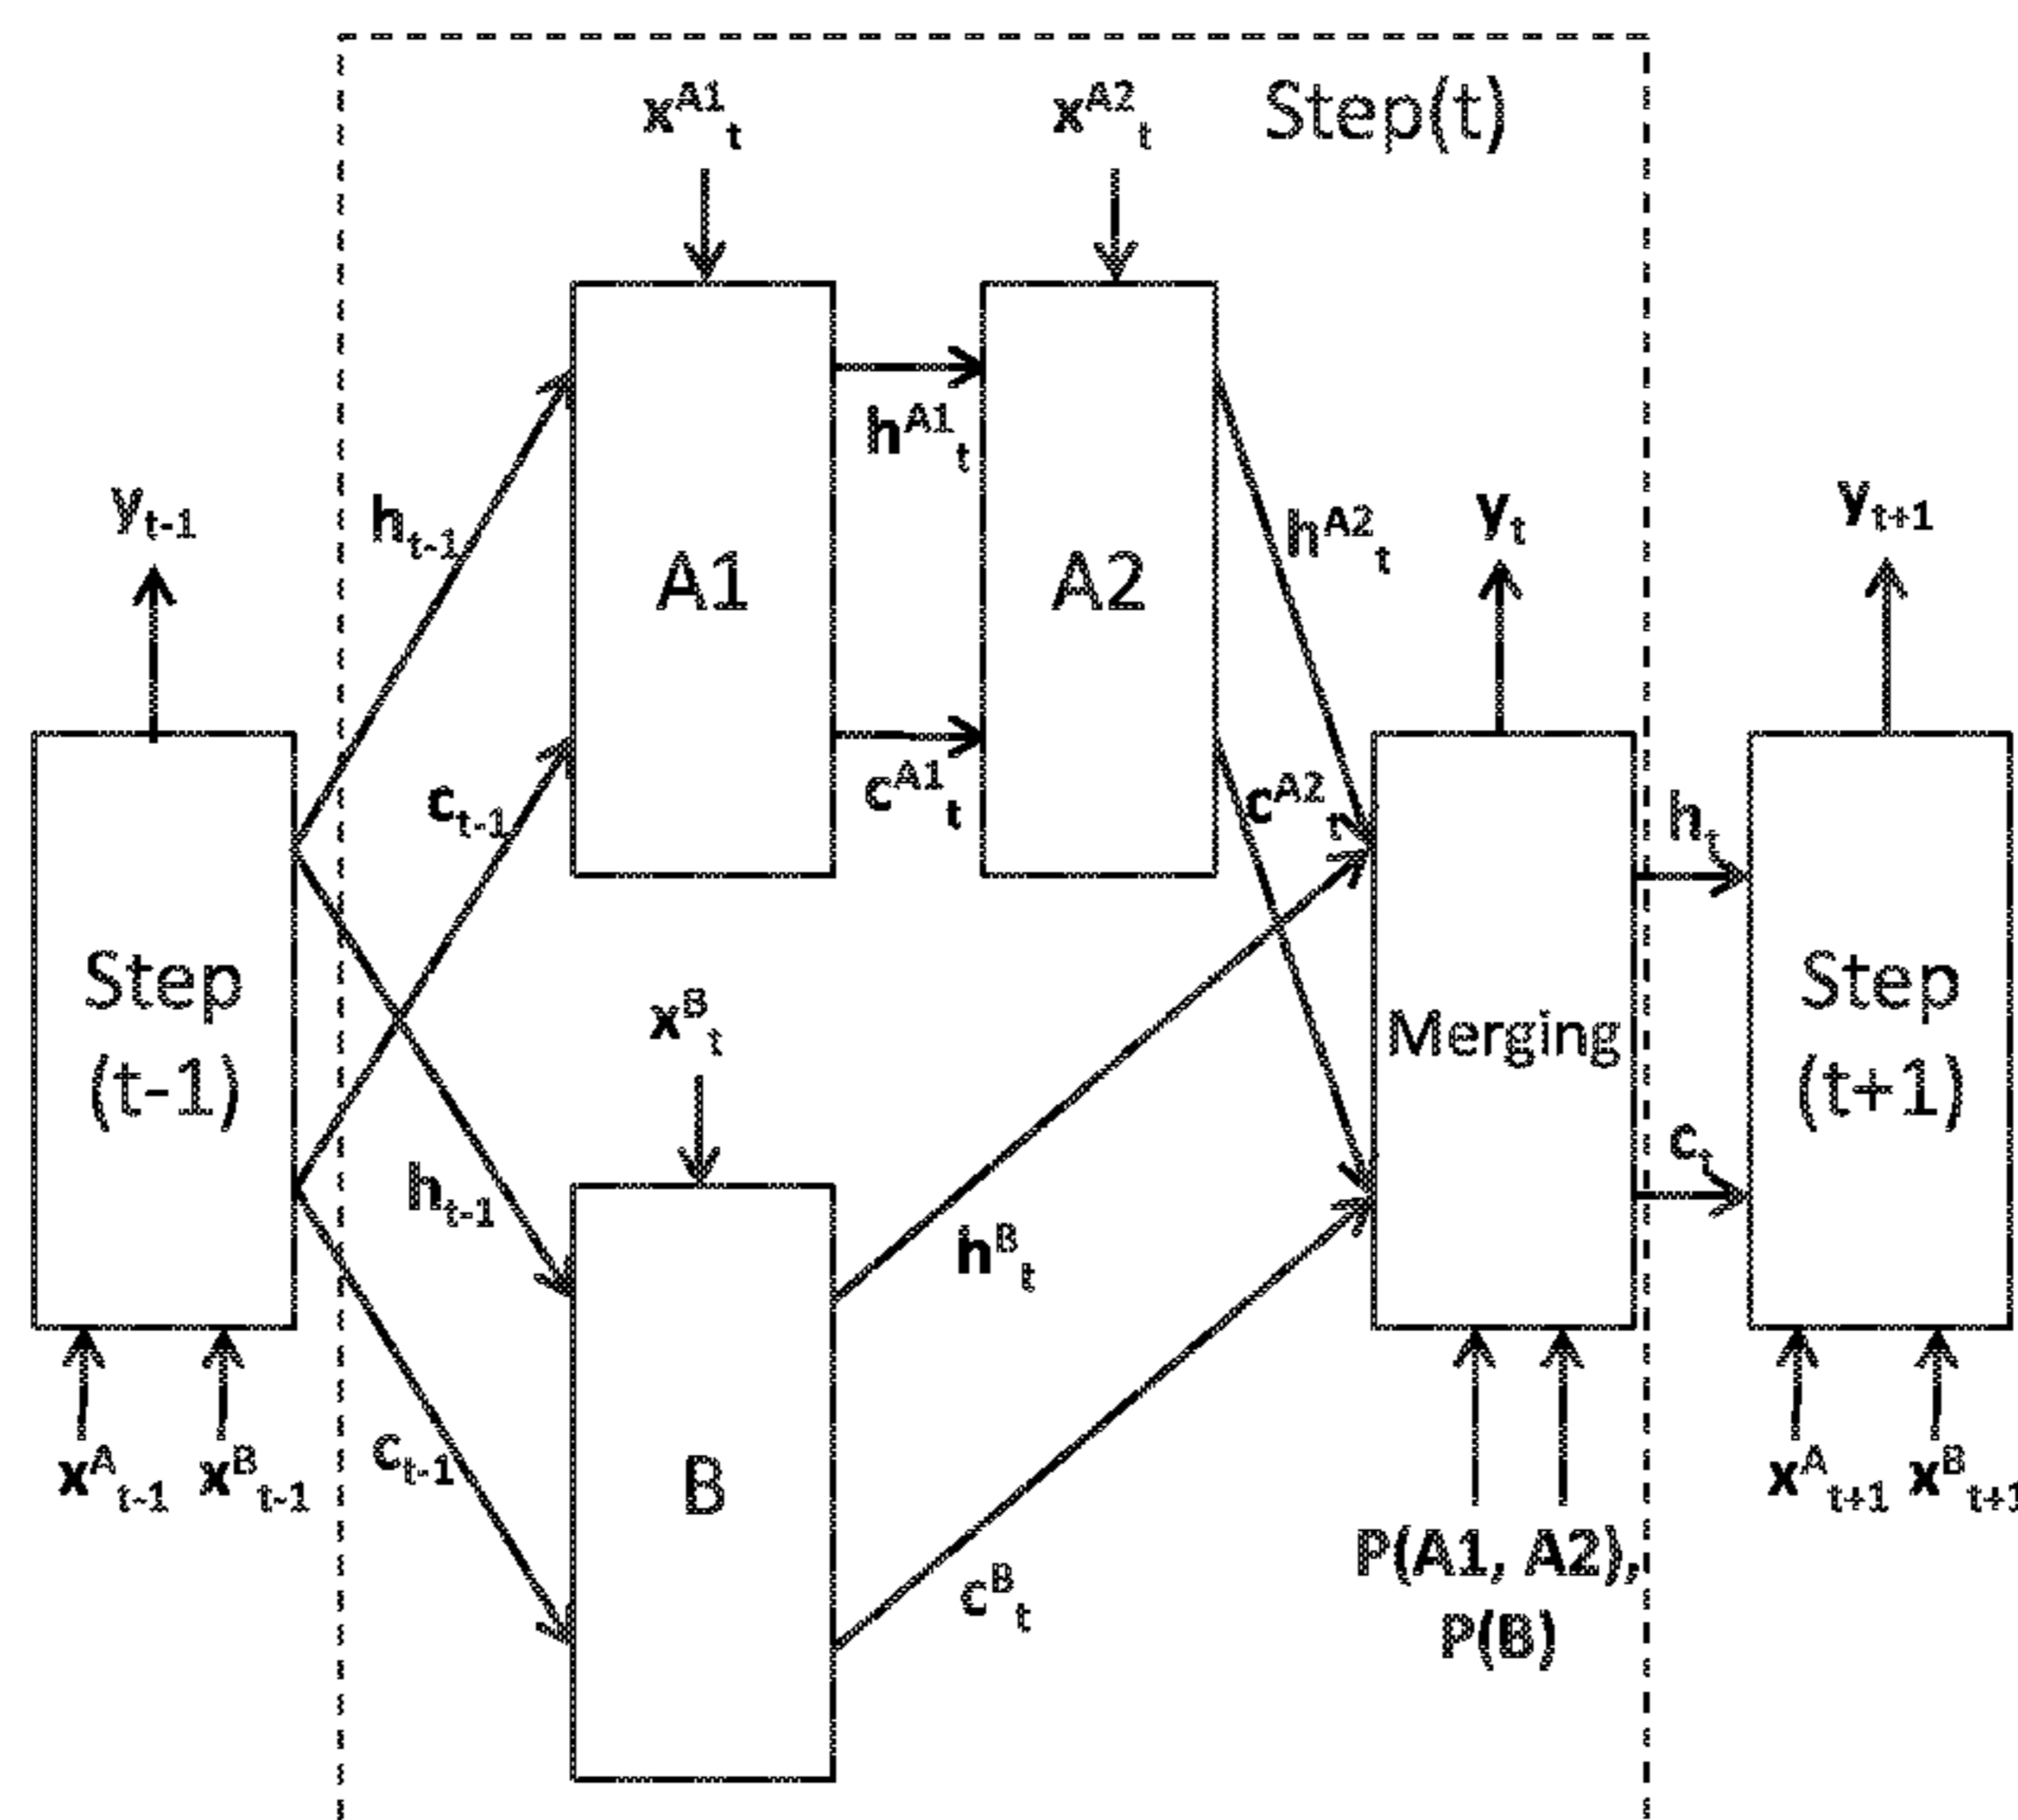 Step(t)
x^A1_t
x^A2_t
A1
A2
h^A1_t
c^A1_t
h_t-1
c_t-1
h^A2_t
c^A2_t
y_t-1
y_t
y_t+1
Step
(t-1)
Merging
h_t
c_t
Step
(t+1)
x^B_t
h_t-1
c_t-1
B
h^B_t
c^B_t
x^A_t-1 x^B_t-1
P(A1, A2),
P(B)
x^A_t+1 x^B_t+1